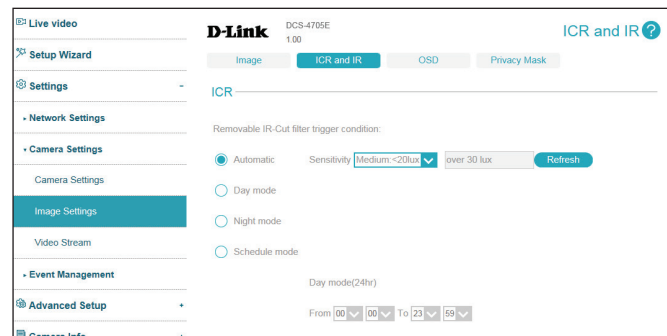 Live video
Setup Wizard
Settings -
Network Settings
Camera Settings
Camera Settings
Image Settings
Video Stream
Event Management
Advanced Setup +
Camera Info
D-Link DCS-4705E
1.00
ICR and IR ?
Image ICR and IR OSD Privacy Mask
ICR
Removable IR-Cut filter trigger condition:
Automatic Sensitivity Medium:<20lux over 30 lux Refresh
Day mode
Night mode
Schedule mode
Day mode(24hr)
From 00 00 To 23 59